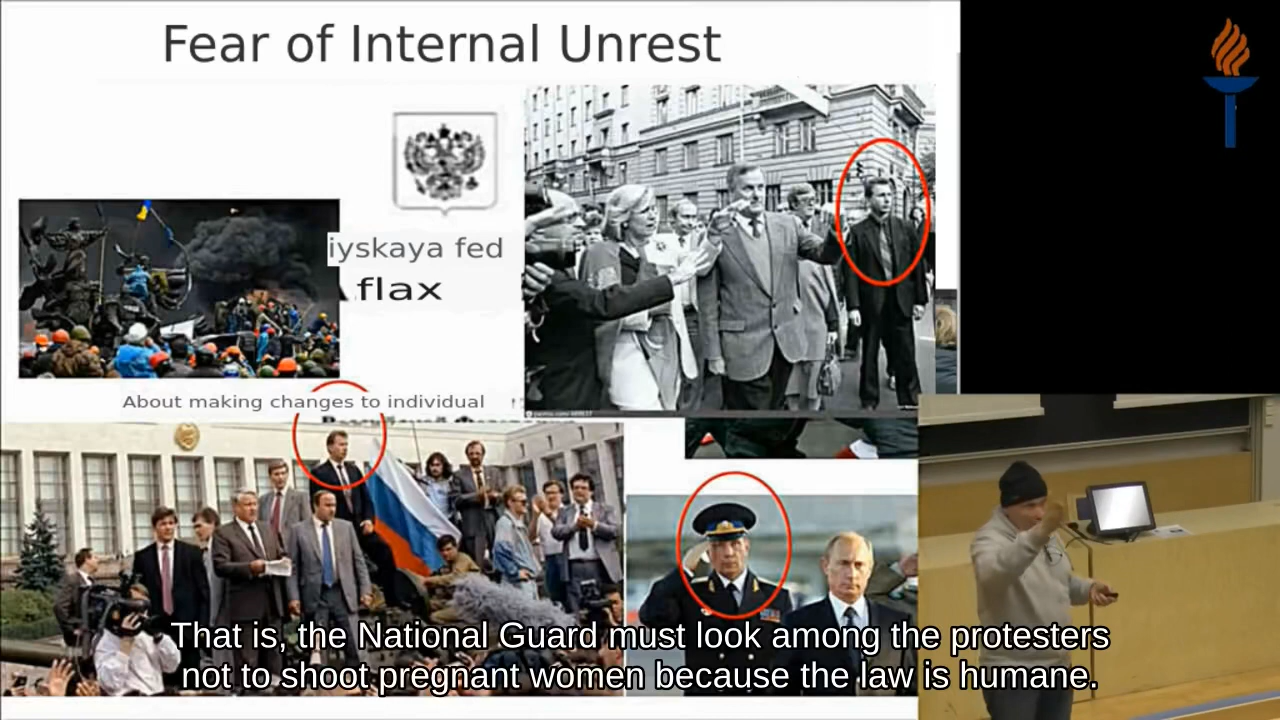 Fear of Internal Unrest
iyskaya fed
flax
About making changes to individual
That is, the National Guard must look among the protesters
not to shoot pregnant women because the law is humane.